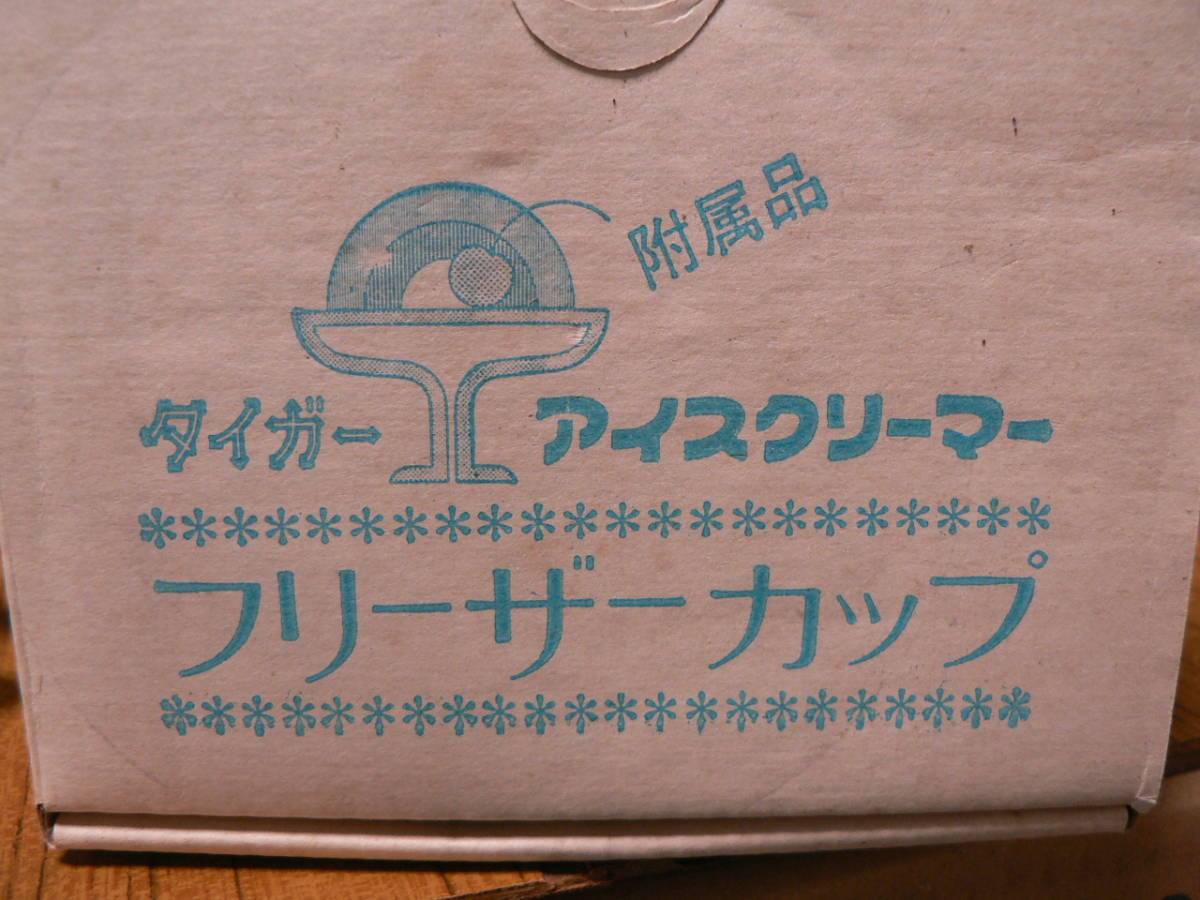 附属品
タイガー アイスクリーマー
フリーザーカップ